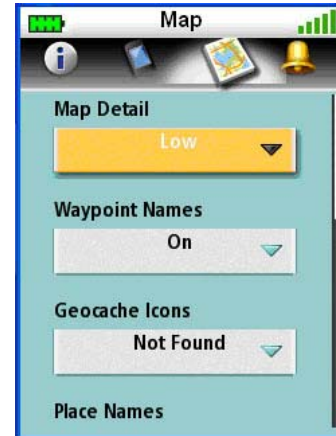 Map
Map Detail
Low
Waypoint Names
On
Geocache Icons
Not Found
Place Names